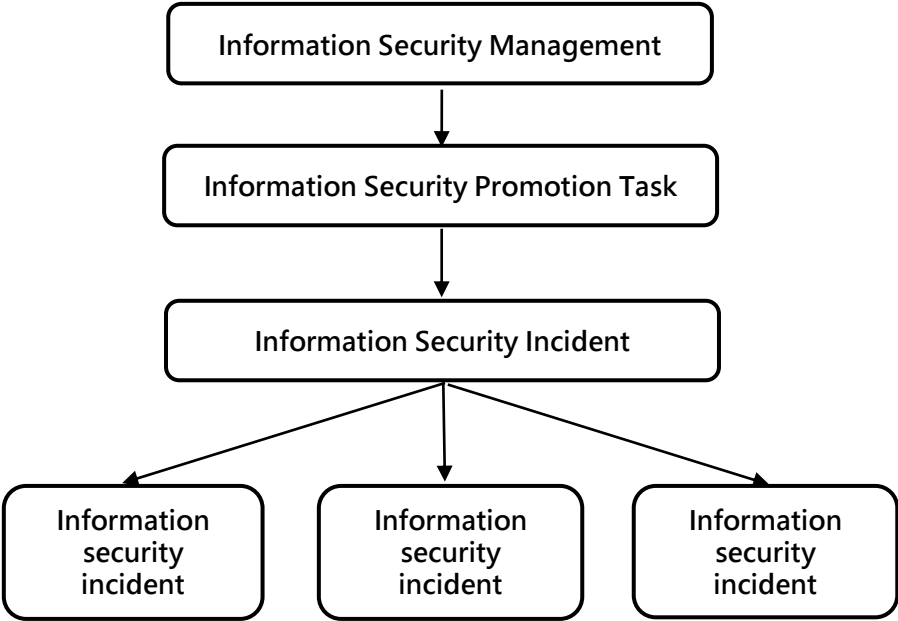 Information Security Management
Information Security Promotion Task
Information Security Incident
Information
security
incident
Information
security
incident
Information
security
incident